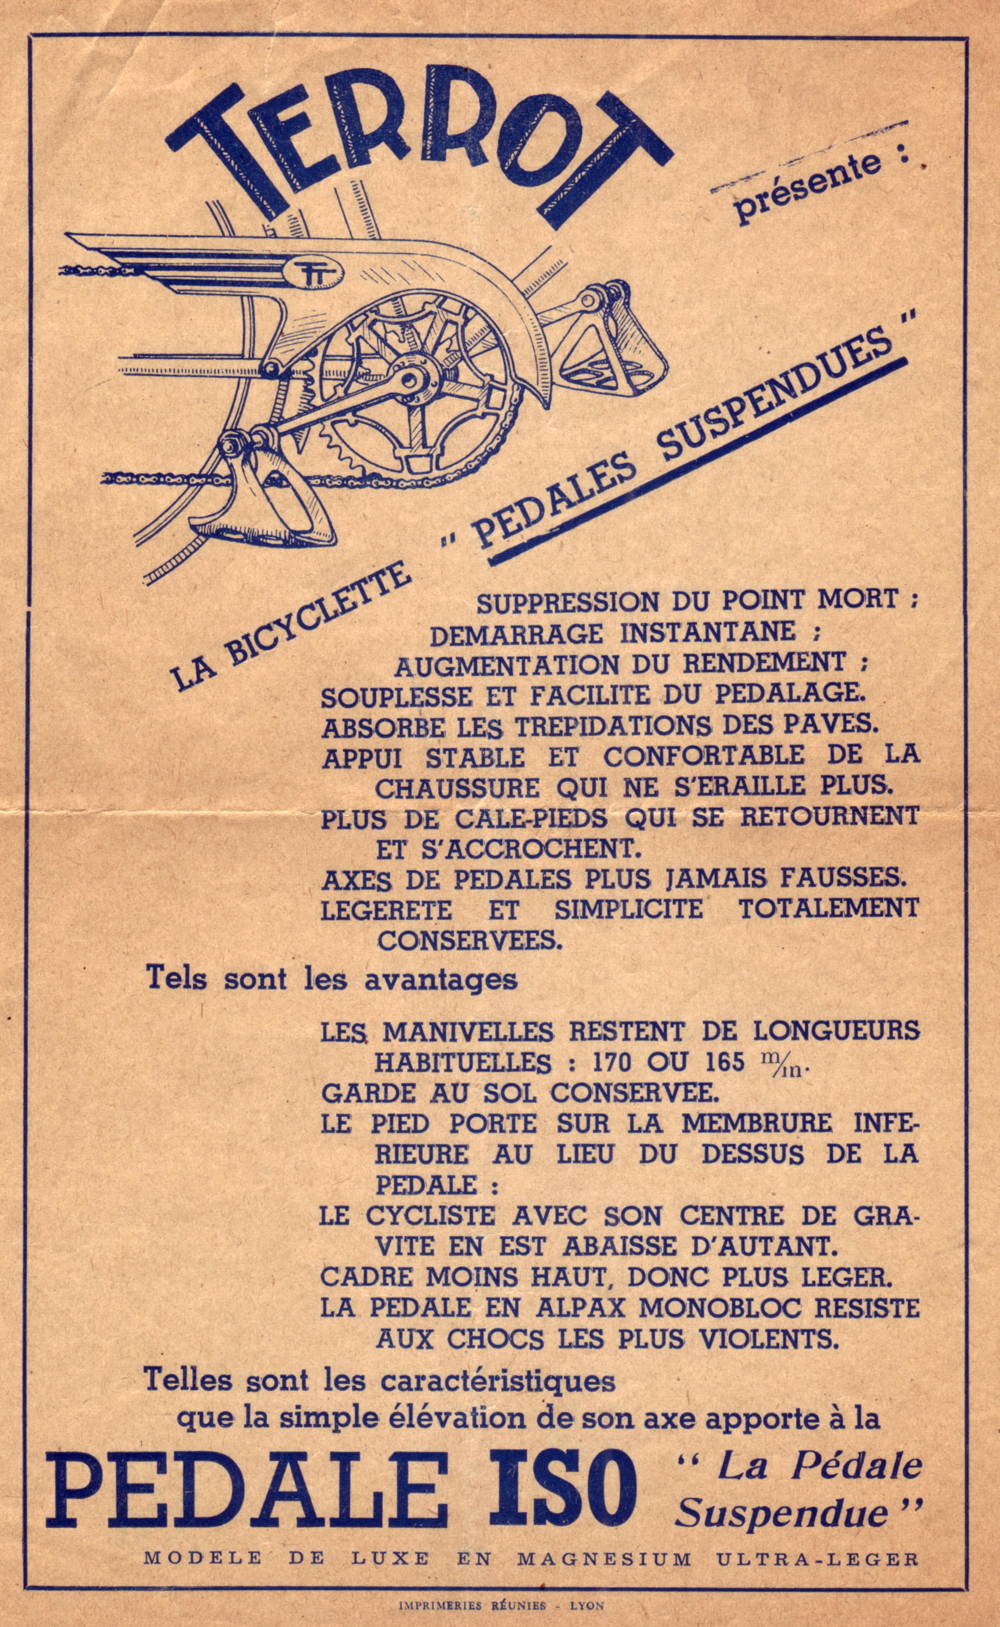 TERROT
présente :
TT
LA BICYCLETTE " PEDALES SUSPENDUES "
SUPPRESSION DU POINT MORT ;
DEMARRAGE INSTANTANE ;
AUGMENTATION DU RENDEMENT ;
SOUPLESSE ET FACILITE DU PEDALAGE.
ABSORBE LES TREPIDATIONS DES PAVES.
APPUI STABLE ET CONFORTABLE DE LA
CHAUSSURE QUI NE S'ERAILLE PLUS.
PLUS DE CALE-PIEDS QUI SE RETOURNENT
ET S'ACCROCHENT.
AXES DE PEDALES PLUS JAMAIS FAUSSES.
LEGERETE ET SIMPLICITE TOTALEMENT
CONSERVEES.
Tels sont les avantages
LES MANIVELLES RESTENT DE LONGUEURS
HABITUELLES : 170 OU 165 m/m.
GARDE AU SOL CONSERVEE.
LE PIED PORTE SUR LA MEMBRURE INFE-
RIEURE AU LIEU DU DESSUS DE LA
PEDALE :
LE CYCLISTE AVEC SON CENTRE DE GRA-
VITE EN EST ABAISSE D'AUTANT.
CADRE MOINS HAUT, DONC PLUS LEGER.
LA PEDALE EN ALPAX MONOBLOC RESISTE
AUX CHOCS LES PLUS VIOLENTS.
Telles sont les caractéristiques
que la simple élévation de son axe apporte à la
PEDALE ISO " La Pédale
Suspendue "
MODELE DE LUXE EN MAGNESIUM ULTRA-LEGER
IMPRIMERIES RÉUNIES - LYON